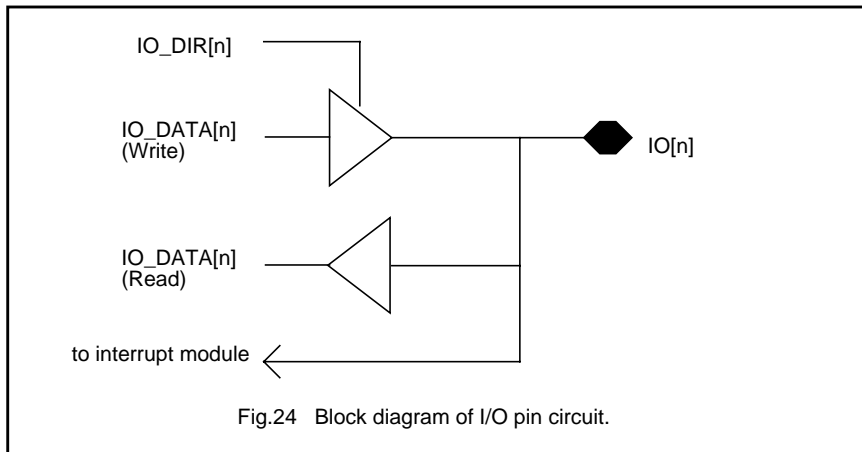 IO_DIR[n]
IO_DATA[n]
(Write)
IO[n]
IO_DATA[n]
(Read)
to interrupt module
Fig.24 Block diagram of I/O pin circuit.